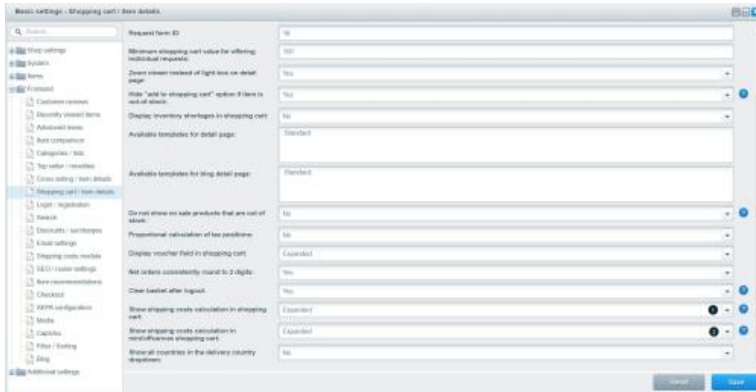 Basic settings - Shopping cart / item details
Search...
Shop settings
System
Items
Frontend
Customer reviews
Recently viewed items
Advanced menu
Item comparison
Categories / lists
Top seller / novelties
Cross selling / item details
Shopping cart / item details
Login / registration
Search
Discounts / surcharges
Email settings
Shipping costs module
SEO / router settings
Item recommendations
Checkout
SEPA configuration
Media
Captcha
Filter / Sorting
Blog
Additional settings
Request form ID:
Minimum shopping cart value for offering
individual requests:
Zoom viewer instead of light box on detail
page:
Yes
Hide "add to shopping cart" option if item is
out of stock:
Yes
Display inventory shortages in shopping cart:
No
Available templates for detail page:
Standard
Available templates for blog detail page:
Standard
Do not show on sale products that are out of
stock:
No
Proportional calculation of tax positions:
No
Display voucher field in shopping cart:
Expanded
Net orders consistently round to 2 digits:
Yes
Clear basket after logout:
Yes
Show shipping costs calculation in shopping
cart:
Expanded
1
Show shipping costs calculation in
mini/offcanvas shopping cart:
Expanded
2
Show all countries in the delivery country
dropdown:
No
Save